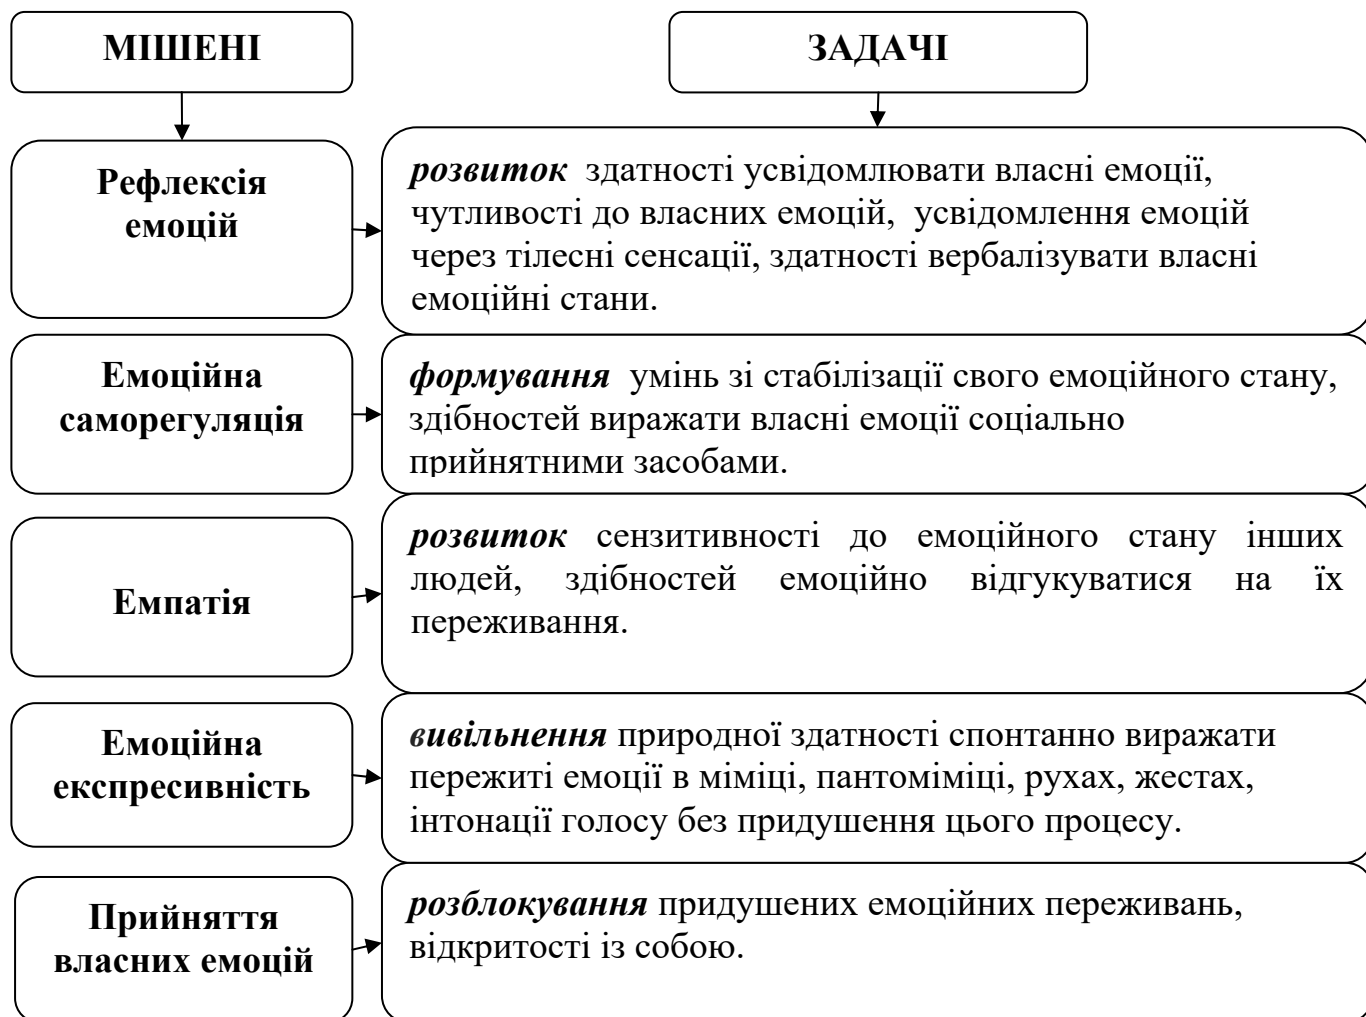 МІШЕНІ
ЗАДАЧІ
Рефлексія
емоцій
розвиток здатності усвідомлювати власні емоції,
чутливості до власних емоцій, усвідомлення емоцій
через тілесні сенсації, здатності вербалізувати власні
емоційні стани.
Емоційна
саморегуляція
формування умінь зі стабілізації свого емоційного стану,
здібностей виражати власні емоції соціально
прийнятними засобами.
Емпатія
розвиток сензитивності до емоційного стану інших
людей, здібностей емоційно відгукуватися на їх
переживання.
Емоційна
експресивність
вивільнення природної здатності спонтанно виражати
пережиті емоції в міміці, пантоміміці, рухах, жестах,
інтонації голосу без придушення цього процесу.
Прийняття
власних емоцій
розблокування придушених емоційних переживань,
відкритості із собою.